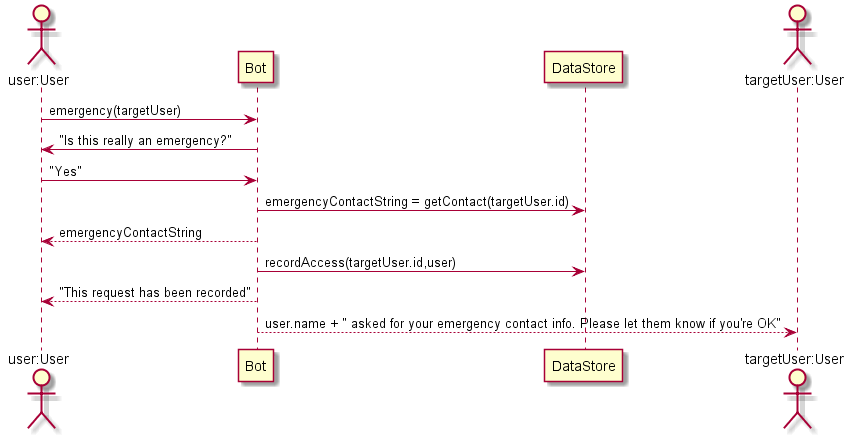 user:User
Bot
DataStore
targetUser:User
emergency(targetUser)
"Is this really an emergency?"
"Yes"
emergencyContactString = getContact(targetUser.id)
emergencyContactString
recordAccess(targetUser.id,user)
"This request has been recorded"
user.name + " asked for your emergency contact info. Please let them know if you're OK"
user:User
Bot
DataStore
targetUser:User